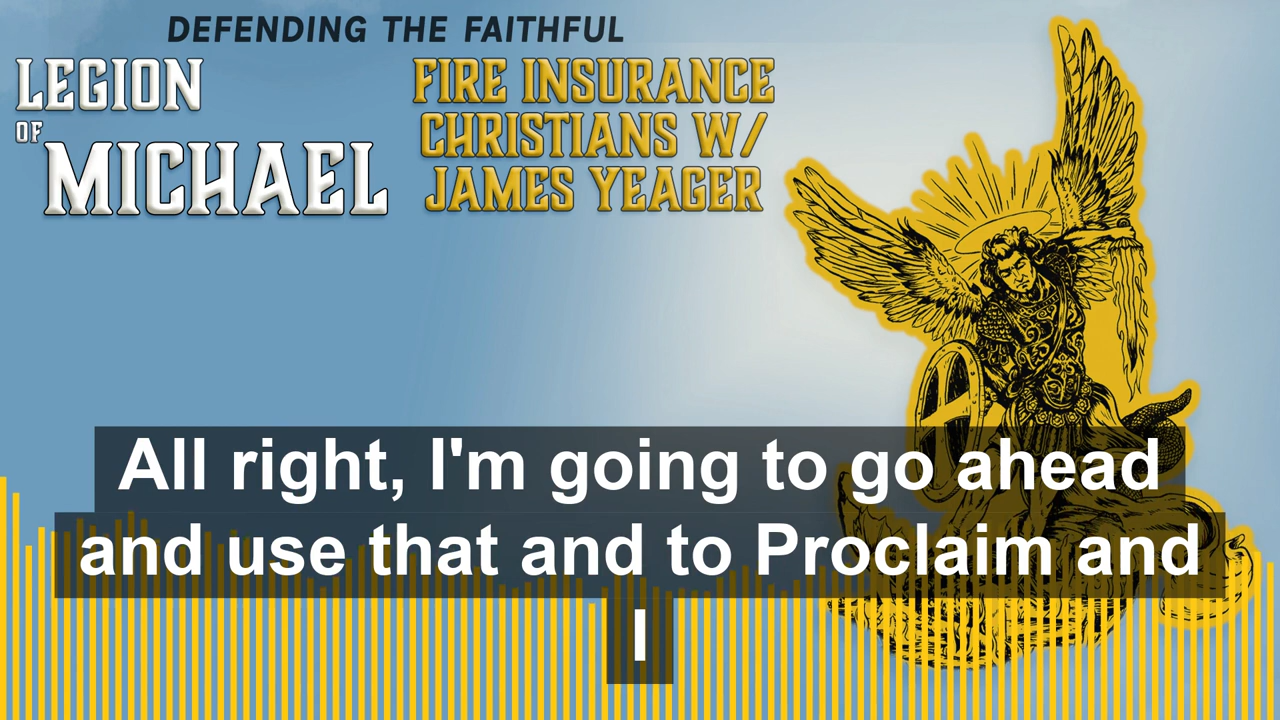 DEFENDING THE FAITHFUL
LEGION
OF
MICHAEL
FIRE INSURANCE
CHRISTIANS W/
JAMES YEAGER
All right, I'm going to go ahead
and use that and to Proclaim and
I